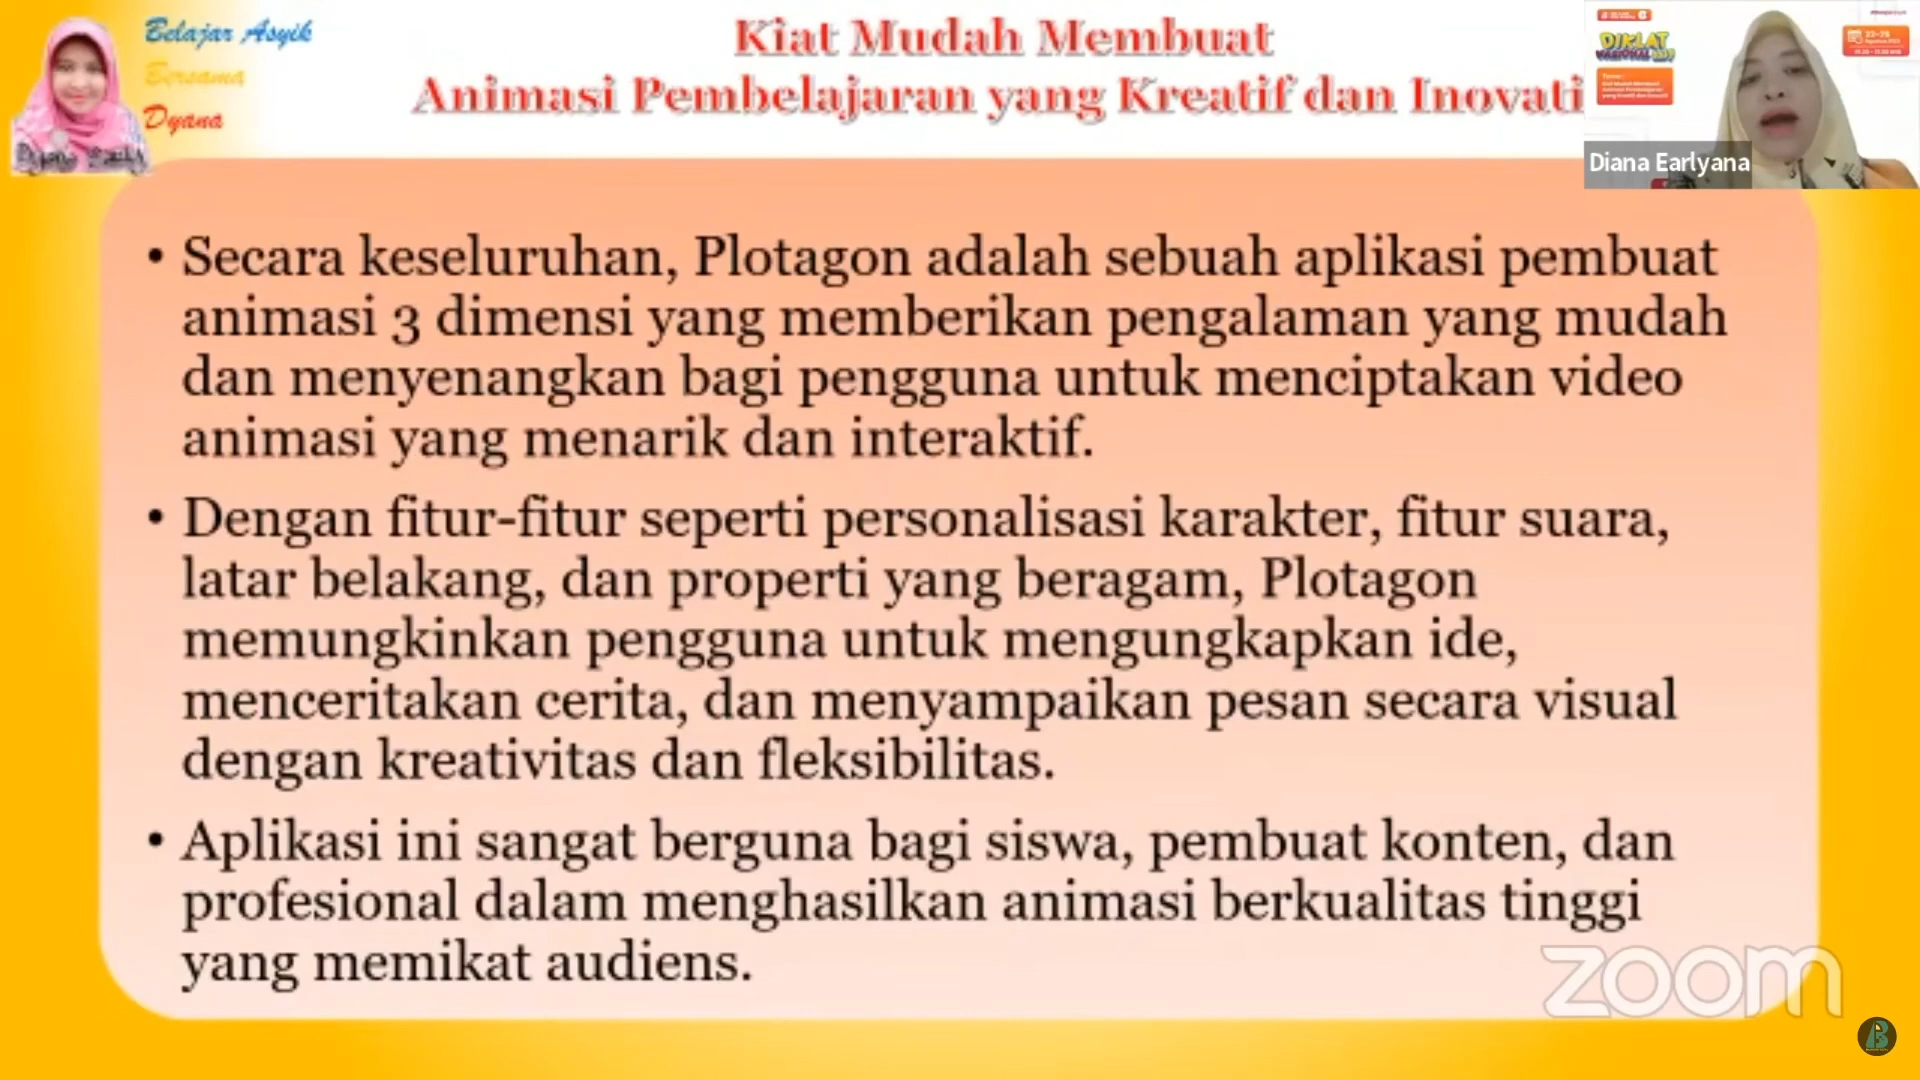 Belajar Asyik
Bersama
Dyana
Kiat Mudah Membuat
Animasi Pembelajaran yang Kreatif dan Inovati
DIKLAT
Diana Earlyana
• Secara keseluruhan, Plotagon adalah sebuah aplikasi pembuat
animasi 3 dimensi yang memberikan pengalaman yang mudah
dan menyenangkan bagi pengguna untuk menciptakan video
animasi yang menarik dan interaktif.
• Dengan fitur-fitur seperti personalisasi karakter, fitur suara,
latar belakang, dan properti yang beragam, Plotagon
memungkinkan pengguna untuk mengungkapkan ide,
menceritakan cerita, dan menyampaikan pesan secara visual
dengan kreativitas dan fleksibilitas.
• Aplikasi ini sangat berguna bagi siswa, pembuat konten, dan
profesional dalam menghasilkan animasi berkualitas tinggi
yang memikat audiens.
zoom